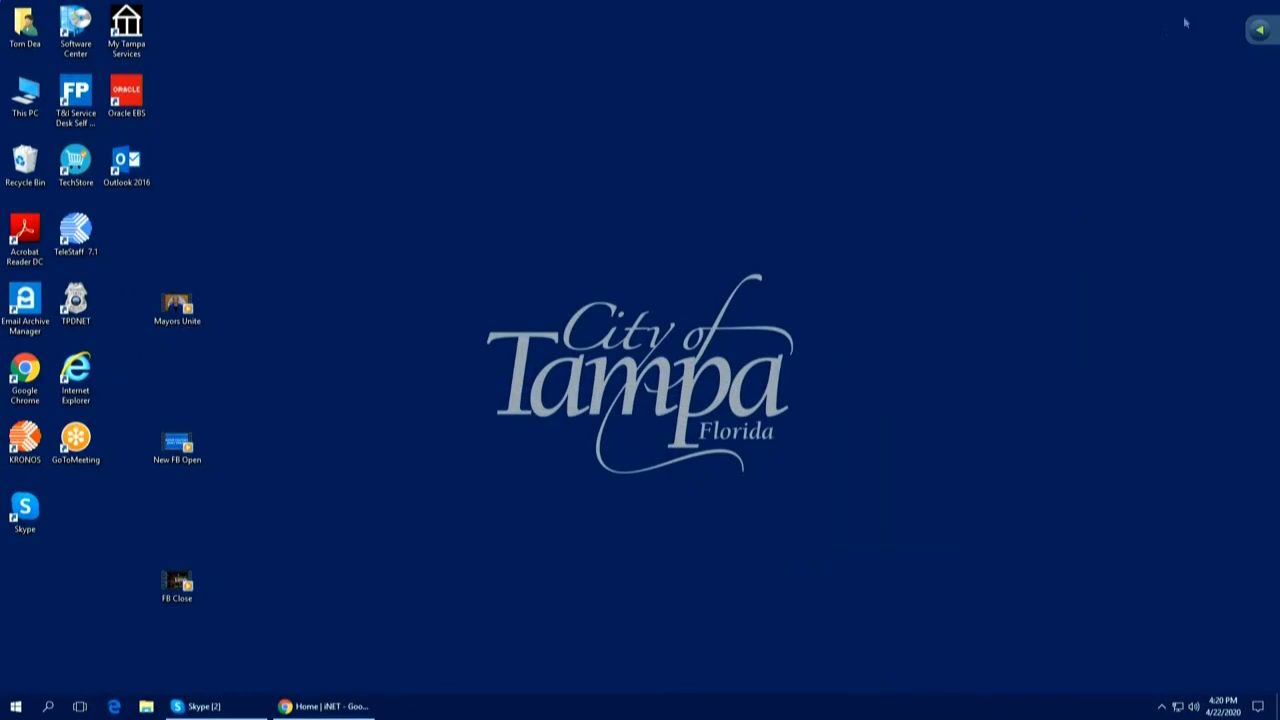 Tom Dea
Software
Center
My Tampa
Services
This PC
FP
T&I Service
Desk Self ...
ORACLE
Oracle EBS
Recycle Bin
TechStore
Outlook 2016
Acrobat
Reader DC
TeleStaff 7.1
Email Archive
Manager
TPDNET
Mayors Unite
Google
Chrome
Internet
Explorer
KRONOS
GoToMeeting
New FB Open
Skype
FB Close
City of
Tampa
Florida
Skype [2]
Home | iNET - Goo...
4:20 PM
4/22/2020